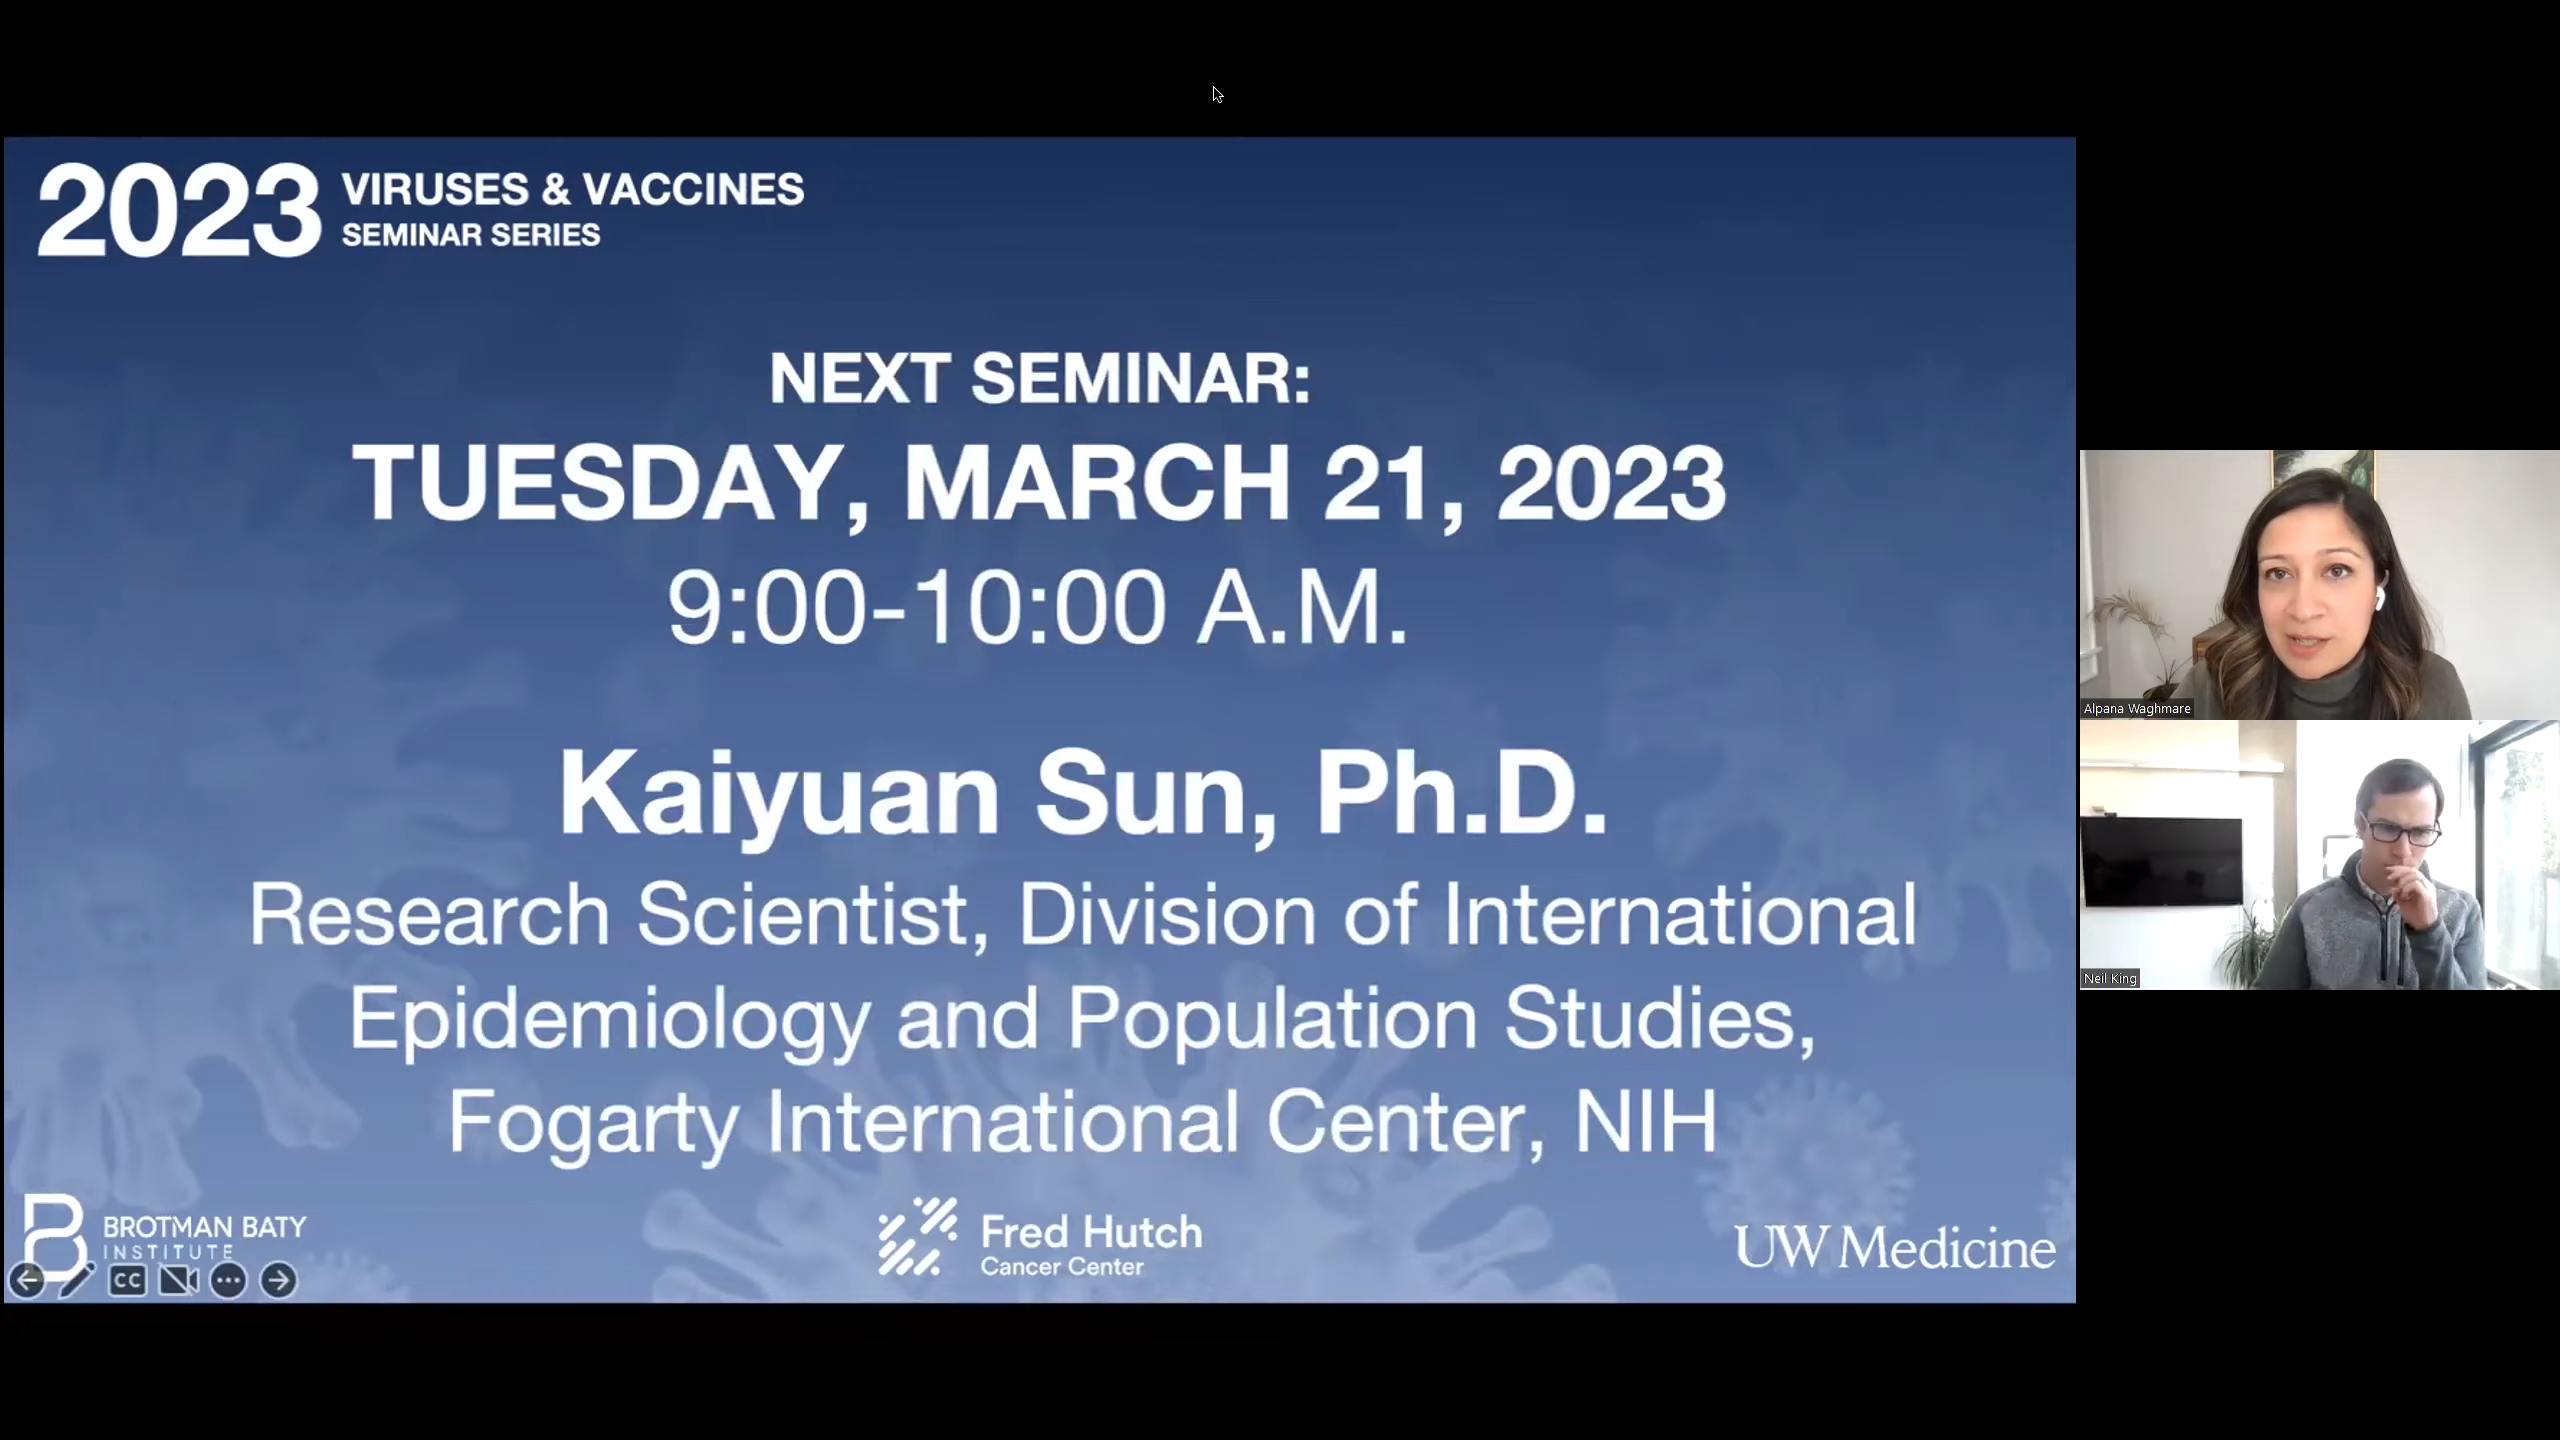 2023 VIRUSES & VACCINES
SEMINAR SERIES
NEXT SEMINAR:
TUESDAY, MARCH 21, 2023
9:00-10:00 A.M.
Kaiyuan Sun, Ph.D.
Research Scientist, Division of International
Epidemiology and Population Studies,
Fogarty International Center, NIH
BROTMAN BATY
INSTITUTE
CC
Fred Hutch
Cancer Center
UW Medicine
Alpana Waghmare
Neil King